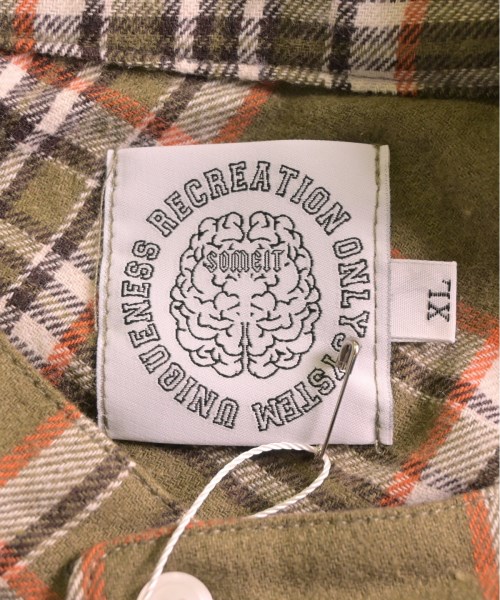 UNIQUENESS RECREATION ONLY SYSTEM
SOMEIT
XL